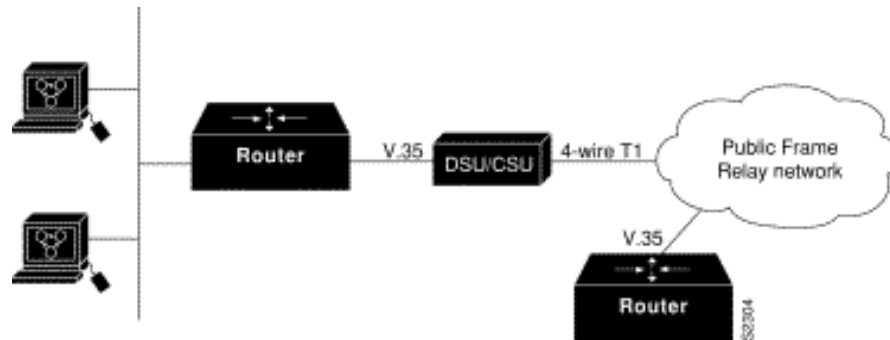 Router
V.35
DSU/CSU
4-wire T1
Public Frame
Relay network
V.35
Router
S2304